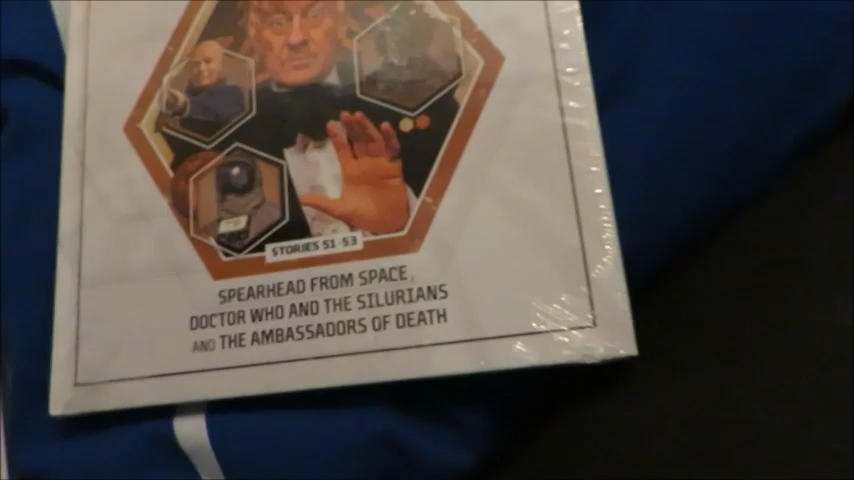 STORIES 51-53
SPEARHEAD FROM SPACE,
DOCTOR WHO AND THE SILURIANS
AND THE AMBASSADORS OF DEATH